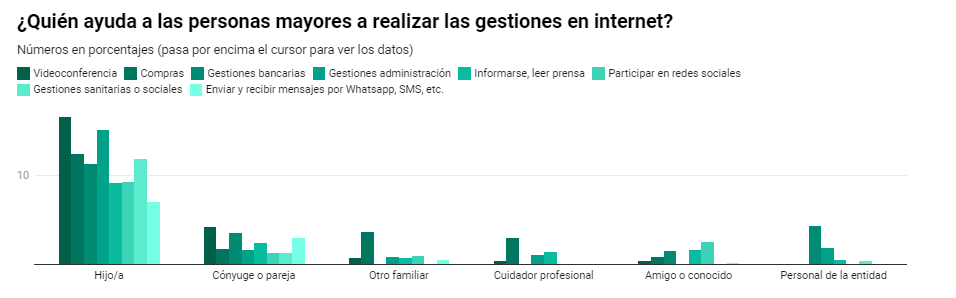 ¿Quién ayuda a las personas mayores a realizar las gestiones en internet?
Números en porcentajes (pasa por encima el cursor para ver los datos)
Videoconferencia Compras Gestiones bancarias Gestiones administración Informarse, leer prensa Participar en redes sociales
Gestiones sanitarias o sociales Enviar y recibir mensajes por Whatsapp, SMS, etc.
10
Hijo/a Cónyuge o pareja Otro familiar Cuidador profesional Amigo o conocido Personal de la entidad